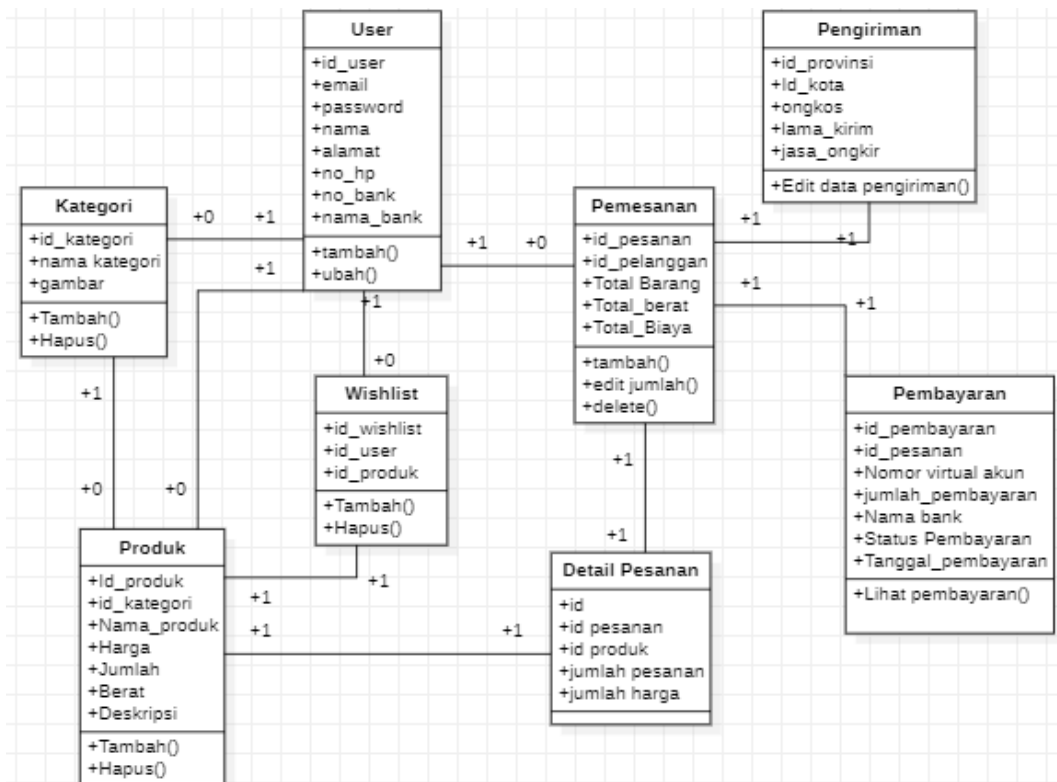 User
+id_user
+email
+password
+nama
+alamat
+no_hp
+no_bank
+nama_bank
+tambah()
+ubah()
Pengiriman
+id_provinsi
+Id_kota
+ongkos
+lama_kirim
+jasa_ongkir
+Edit data pengiriman()
Kategori
+id_kategori
+nama kategori
+gambar
+Tambah()
+Hapus()
+0
+1
+1
+1
+0
Pemesanan
+id_pesanan
+id_pelanggan
+Total Barang
+Total_berat
+Total_Biaya
+tambah()
+edit jumlah()
+delete()
+1
+1
+1
+1
+1
+0
+1
+0
+0
Wishlist
+id_wishlist
+id_user
+id_produk
+Tambah()
+Hapus()
Pembayaran
+id_pembayaran
+id_pesanan
+Nomor virtual akun
+jumlah_pembayaran
+Nama bank
+Status Pembayaran
+Tanggal_pembayaran
+Lihat pembayaran()
+1
+1
Produk
+Id_produk
+id_kategori
+Nama_produk
+Harga
+Jumlah
+Berat
+Deskripsi
+Tambah()
+Hapus()
+1
+1
+1
+1
Detail Pesanan
+id
+id pesanan
+id produk
+jumlah pesanan
+jumlah harga